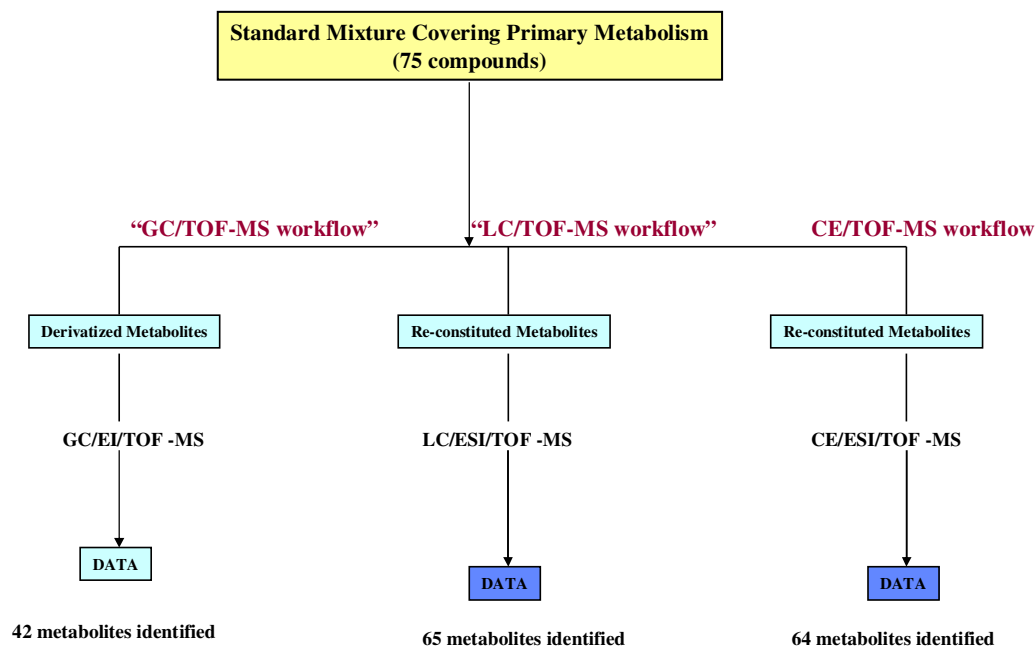 Standard Mixture Covering Primary Metabolism
(75 compounds)
“GC/TOF-MS workflow”
“LC/TOF-MS workflow”
CE/TOF-MS workflow
Derivatized Metabolites
Re-constituted Metabolites
Re-constituted Metabolites
GC/EI/TOF -MS
LC/ESI/TOF -MS
CE/ESI/TOF -MS
DATA
DATA
DATA
42 metabolites identified
65 metabolites identified
64 metabolites identified